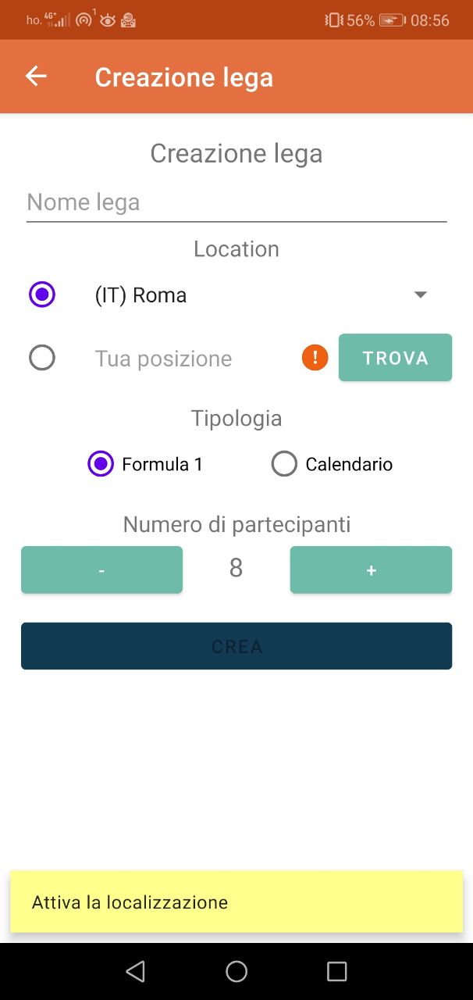 ho. 4G+ 1 56% 08:56
Creazione lega
Creazione lega
Nome lega
Location
(IT) Roma
Tua posizione ! TROVA
Tipologia
Formula 1 Calendario
Numero di partecipanti
- 8 +
CREA
Attiva la localizzazione